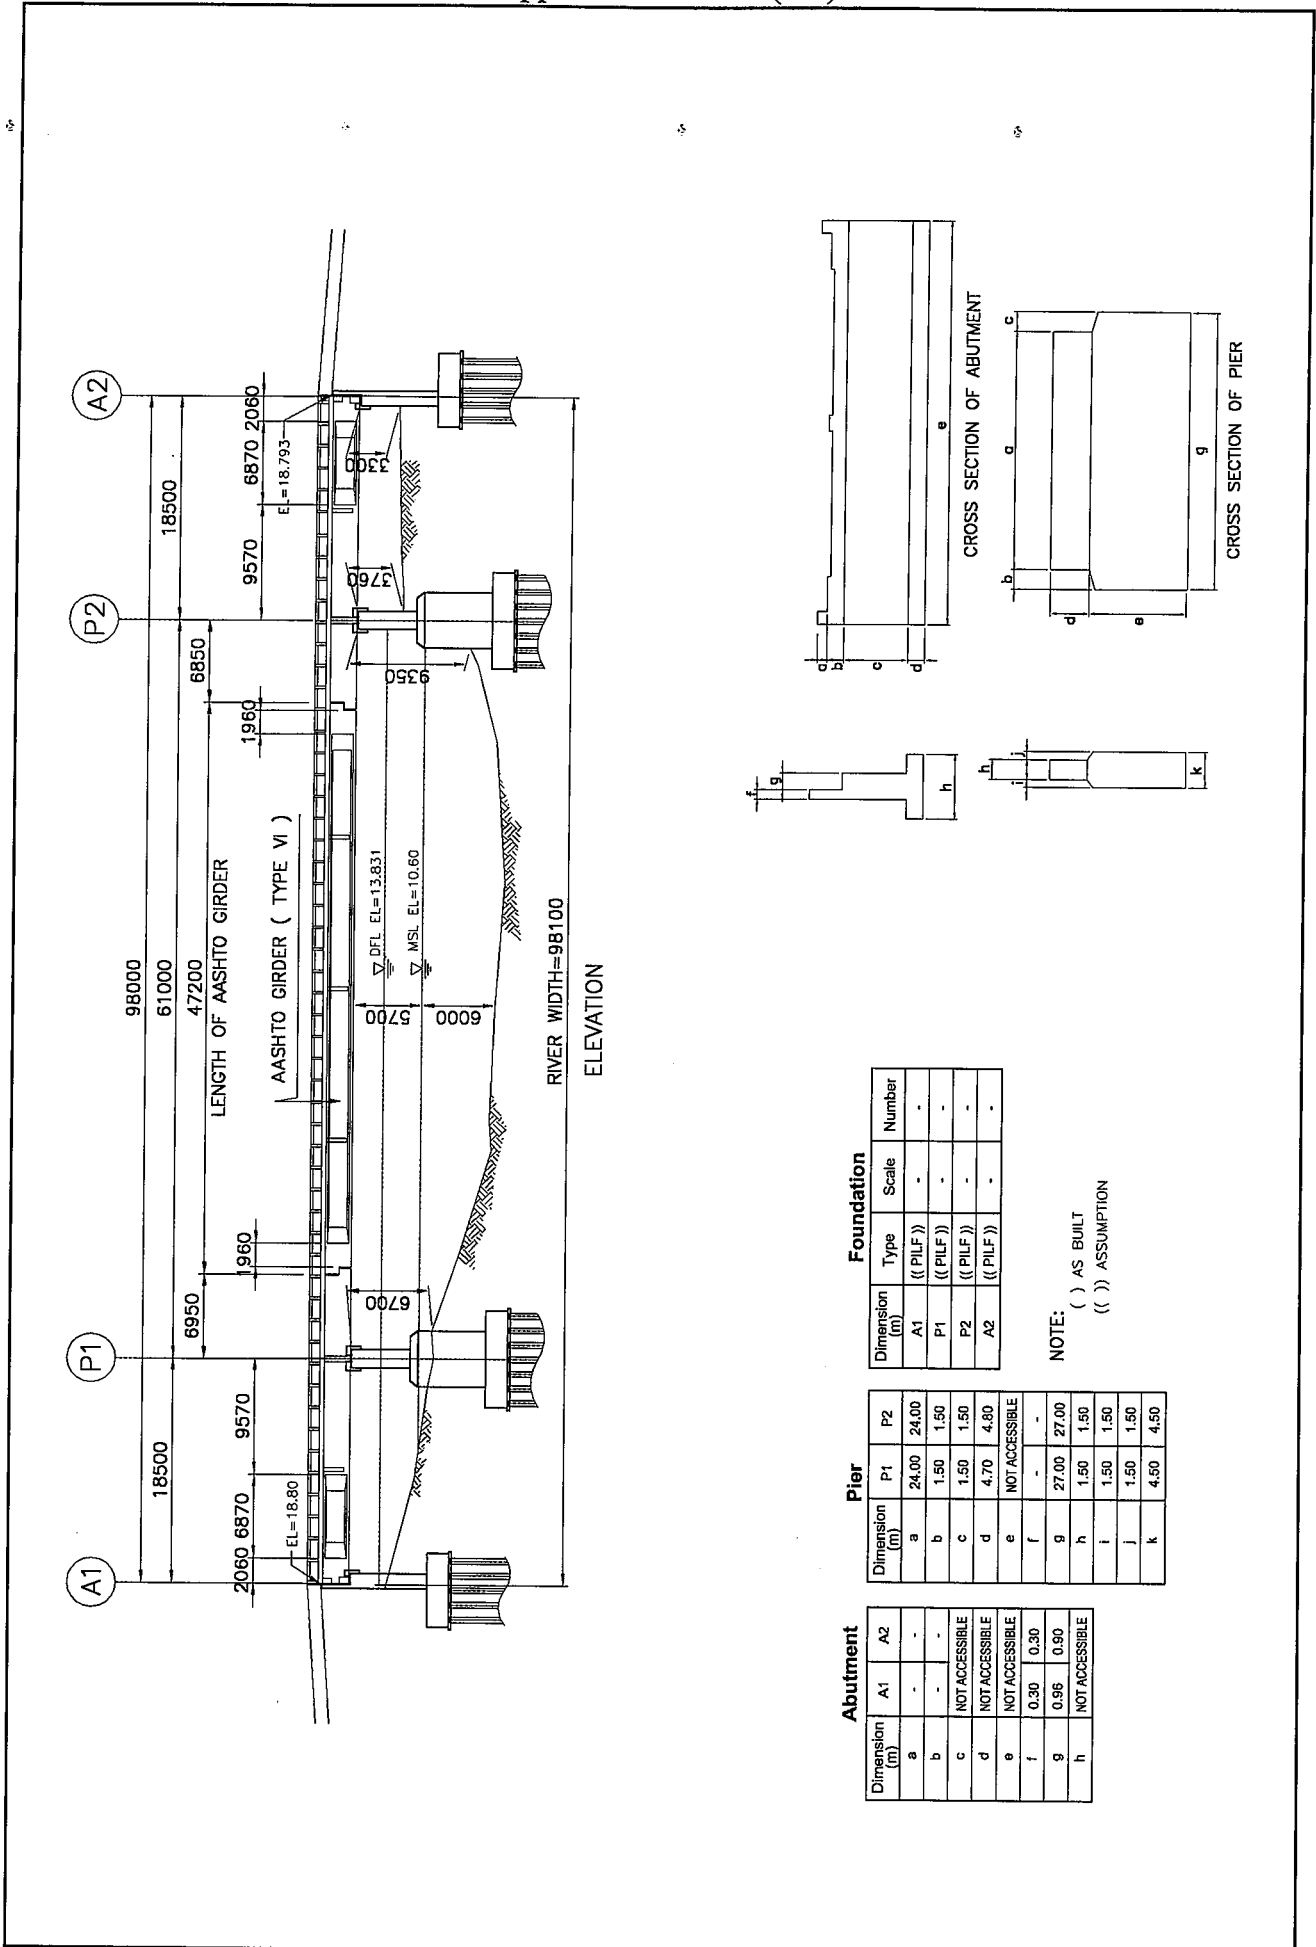 A1
P1
P2
A2
98000
18500
61000
18500
47200
LENGTH OF AASHTO GIRDER
2060
6870
9570
6950
1960
1960
6850
9570
6870
2060
EL=18.80
EL=18.793
AASHTO GIRDER ( TYPE VI )
6700
5700
6000
9350
3760
3300
DFL EL=13.831
MSL EL=10.60
RIVER WIDTH=98100
ELEVATION
Abutment
Dimension (m) A1 A2
a - -
b - -
c NOT ACCESSIBLE
d NOT ACCESSIBLE
e NOT ACCESSIBLE
f 0.30 0.30
g 0.96 0.90
h NOT ACCESSIBLE
Pier
Dimension (m) P1 P2
a 24.00 24.00
b 1.50 1.50
c 1.50 1.50
d 4.70 4.80
e NOT ACCESSIBLE
f - -
g 27.00 27.00
h 1.50 1.50
i 1.50 1.50
j 1.50 1.50
k 4.50 4.50
Foundation
Dimension (m) Type Scale Number
A1 (( PILF )) - -
P1 (( PILF )) - -
P2 (( PILF )) - -
A2 (( PILF )) - -
NOTE:
( ) AS BUILT
(( )) ASSUMPTION
f
g
h
a
b
c
d
e
CROSS SECTION OF ABUTMENT
h
i
j
k
b
a
c
d
e
g
CROSS SECTION OF PIER